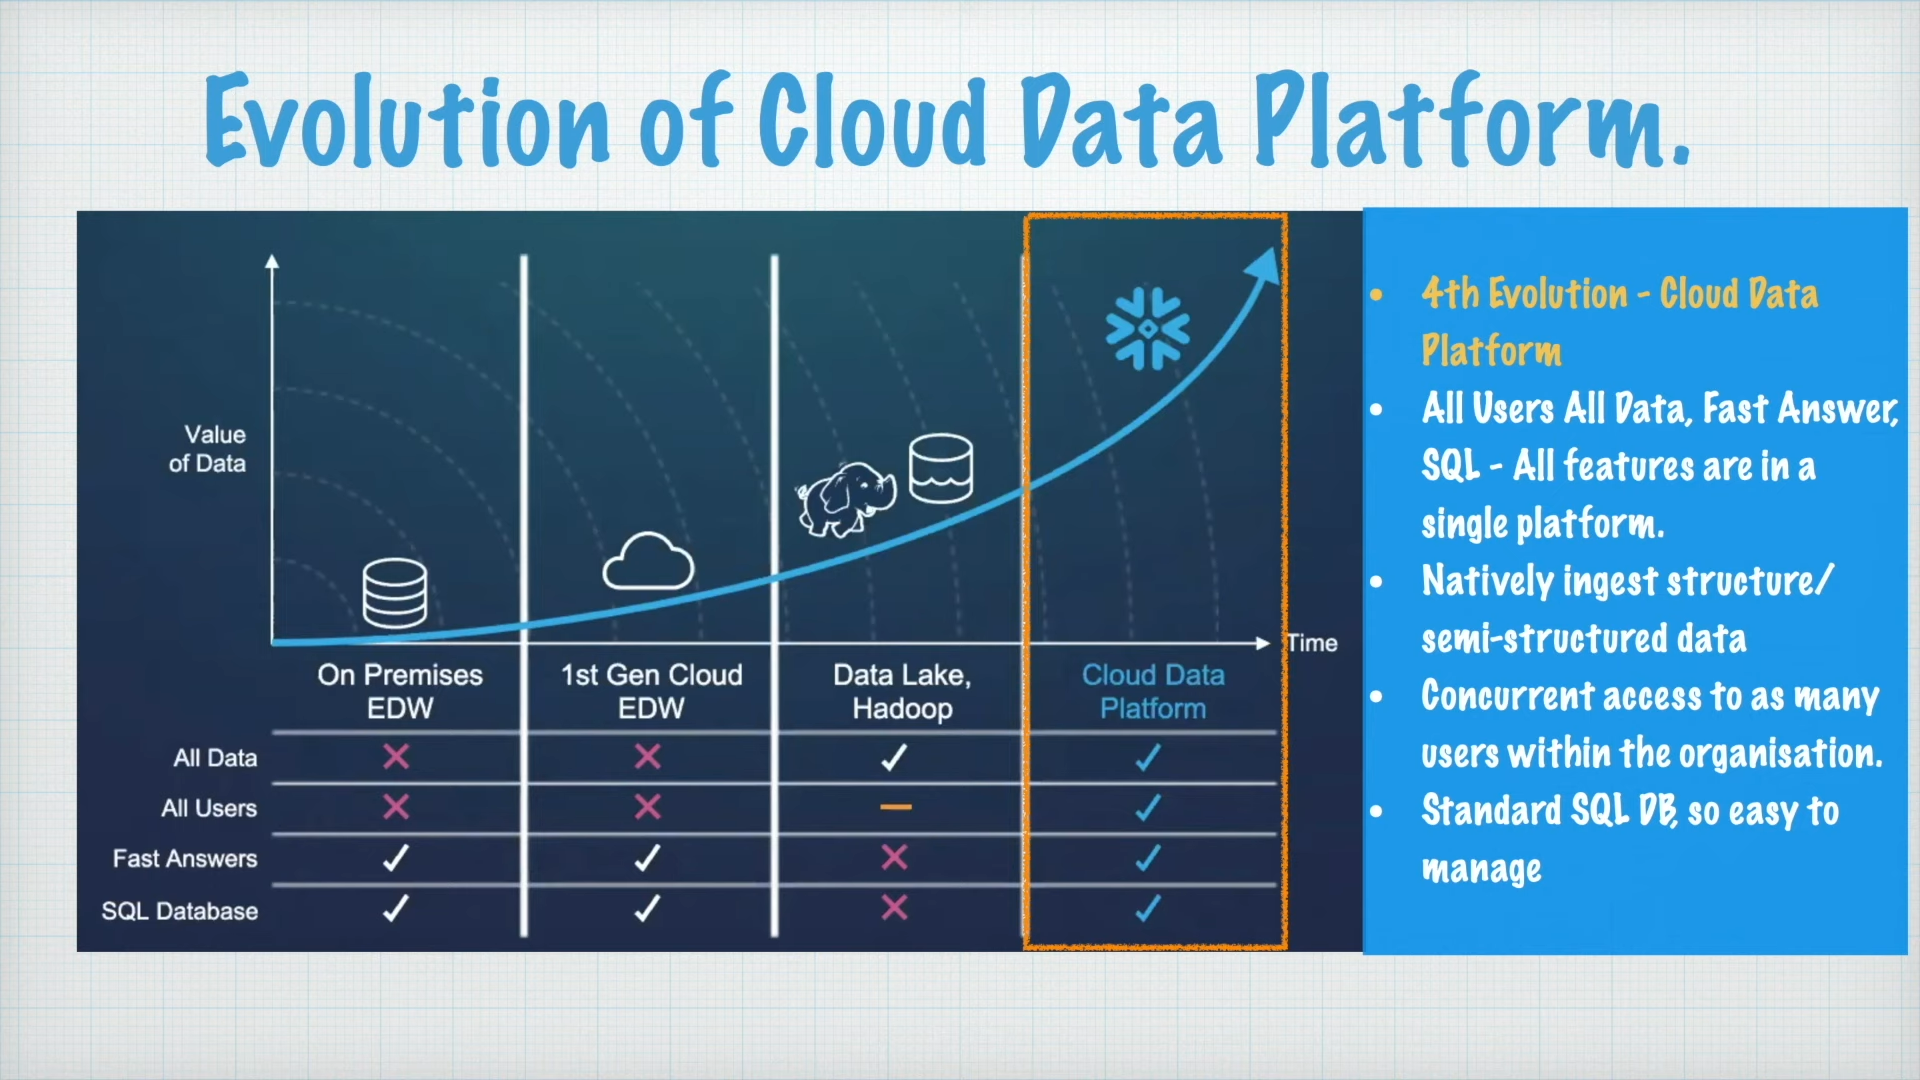 Evolution of Cloud Data Platform.
Value
of Data
Time
On Premises
EDW
1st Gen Cloud
EDW
Data Lake,
Hadoop
Cloud Data
Platform
All Data
All Users
Fast Answers
SQL Database
• 4th Evolution - Cloud Data
Platform
• All Users All Data, Fast Answer,
SQL - All features are in a
single platform.
• Natively ingest structure/
semi-structured data
• Concurrent access to as many
users within the organisation.
• Standard SQL DB, so easy to
manage